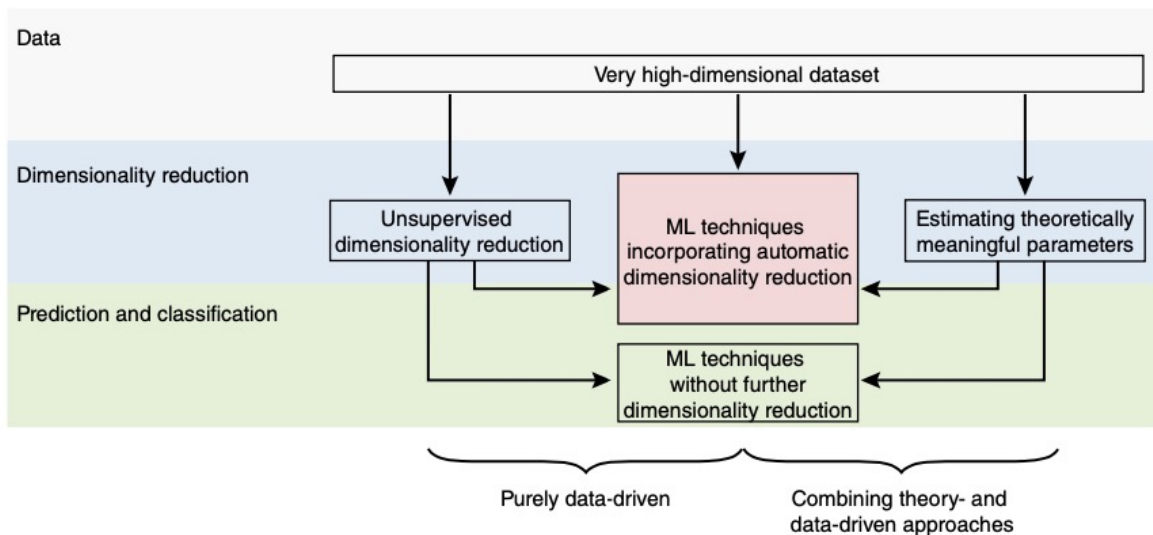 Data
Very high-dimensional dataset
Dimensionality reduction
Unsupervised
dimensionality reduction
ML techniques
incorporating automatic
dimensionality reduction
Estimating theoretically
meaningful parameters
Prediction and classification
ML techniques
without further
dimensionality reduction
Purely data-driven
Combining theory- and
data-driven approaches